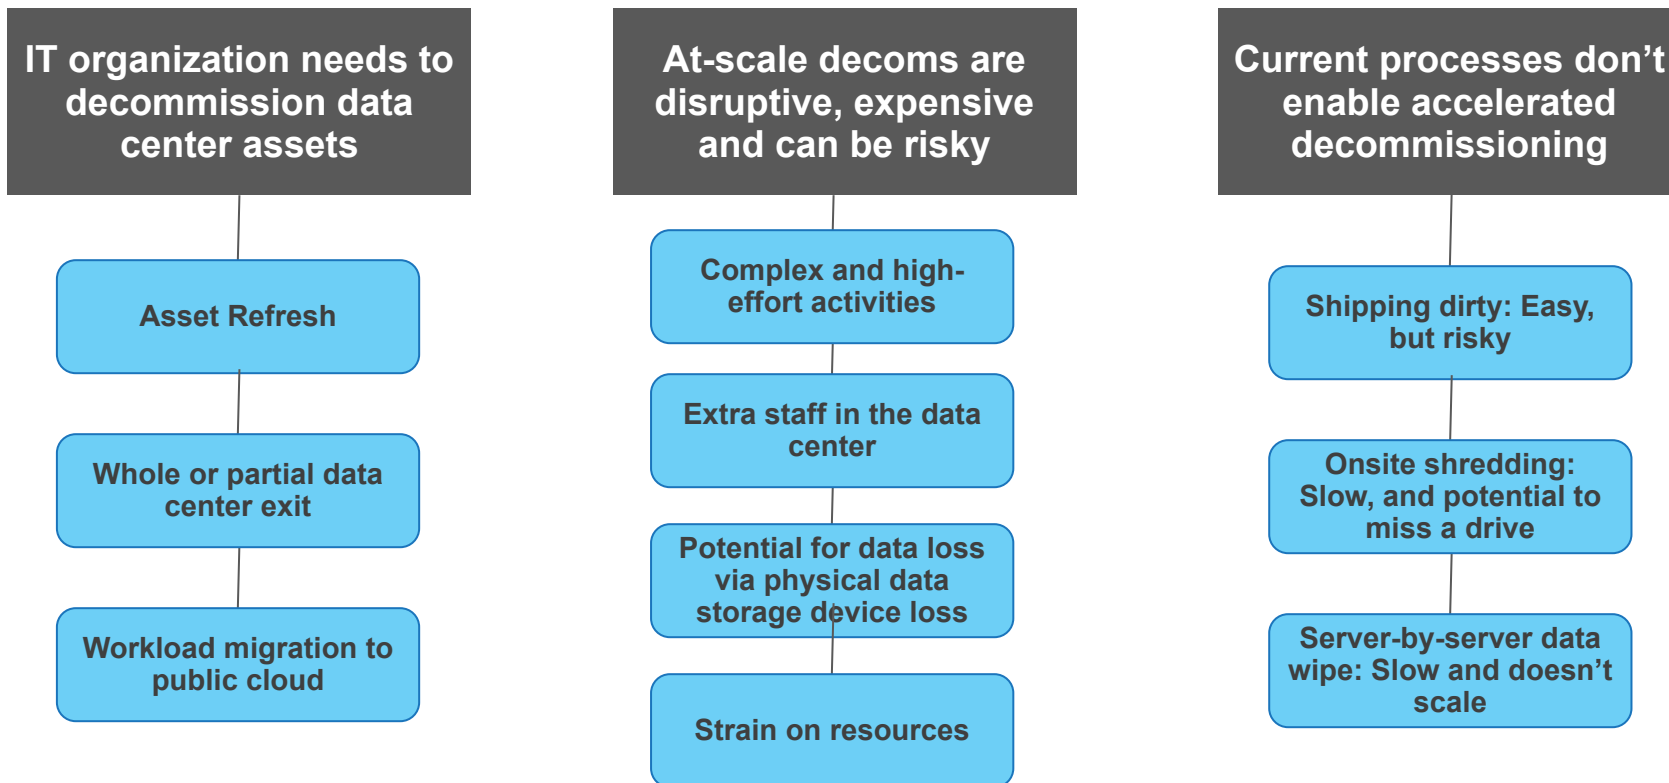 IT organization needs to
decommission data
center assets
Asset Refresh
Whole or partial data
center exit
Workload migration to
public cloud
At-scale decoms are
disruptive, expensive
and can be risky
Complex and high-
effort activities
Extra staff in the data
center
Potential for data loss
via physical data
storage device loss
Strain on resources
Current processes don’t
enable accelerated
decommissioning
Shipping dirty: Easy,
but risky
Onsite shredding:
Slow, and potential to
miss a drive
Server-by-server data
wipe: Slow and doesn’t
scale